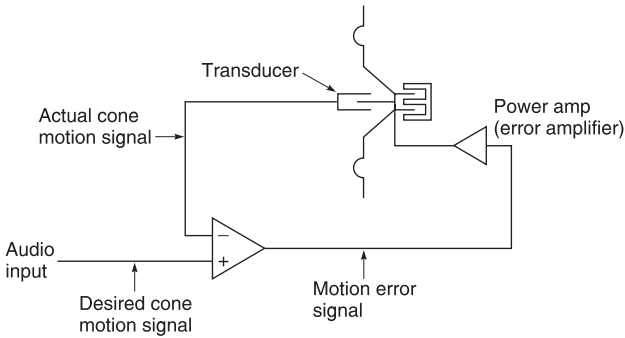 Transducer
Actual cone
motion signal
Power amp
(error amplifier)
−
+
Audio
input
Desired cone
motion signal
Motion error
signal